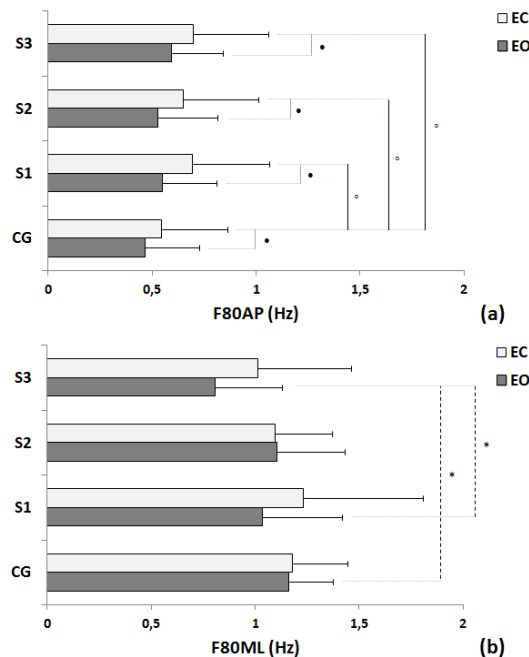 EC
EO
S3
S2
S1
CG
0 0,5 1 1,5 2
F80AP (Hz) (a)
EC
EO
S3
S2
S1
CG
0 0,5 1 1,5 2
F80ML (Hz) (b)